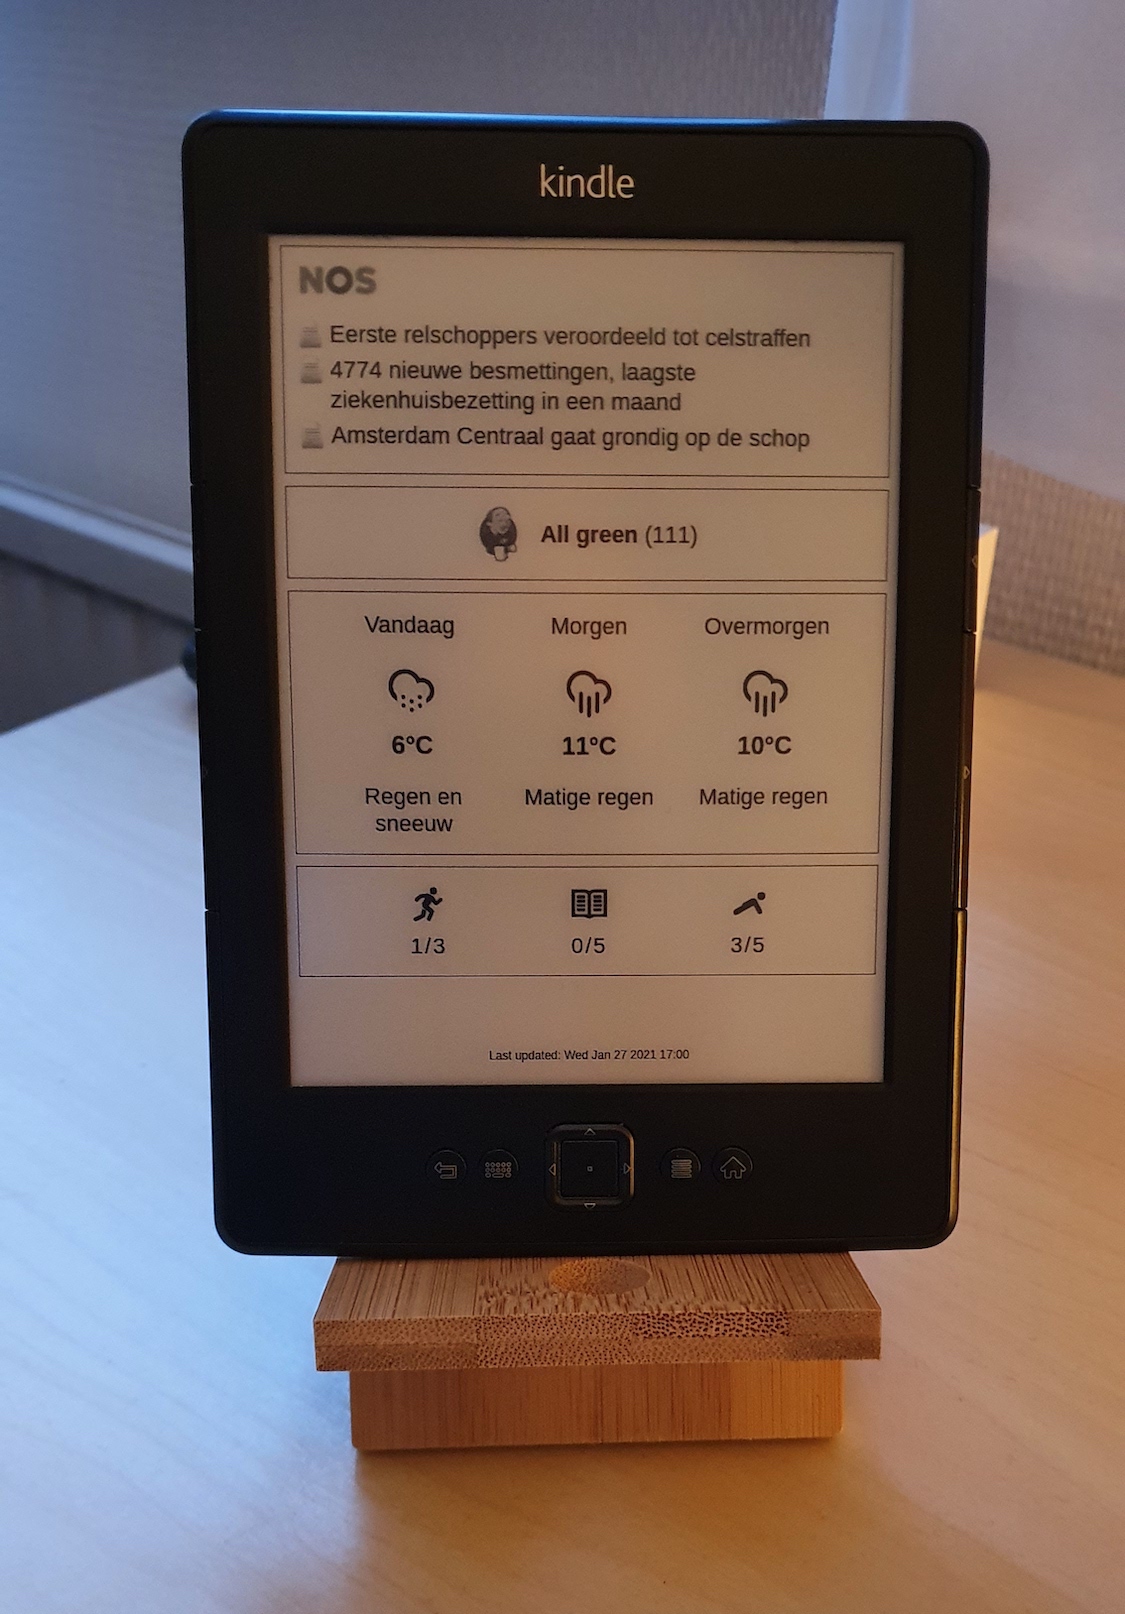 kindle
NOS
Eerste relschoppers veroordeeld tot celstraffen
4774 nieuwe besmettingen, laagste
ziekenhuisbezetting in een maand
Amsterdam Centraal gaat grondig op de schop
All green (111)
Vandaag Morgen Overmorgen
6°C 11°C 10°C
Regen en Matige regen Matige regen
sneeuw
1/3 0/5 3/5
Last updated: Wed Jan 27 2021 17:00